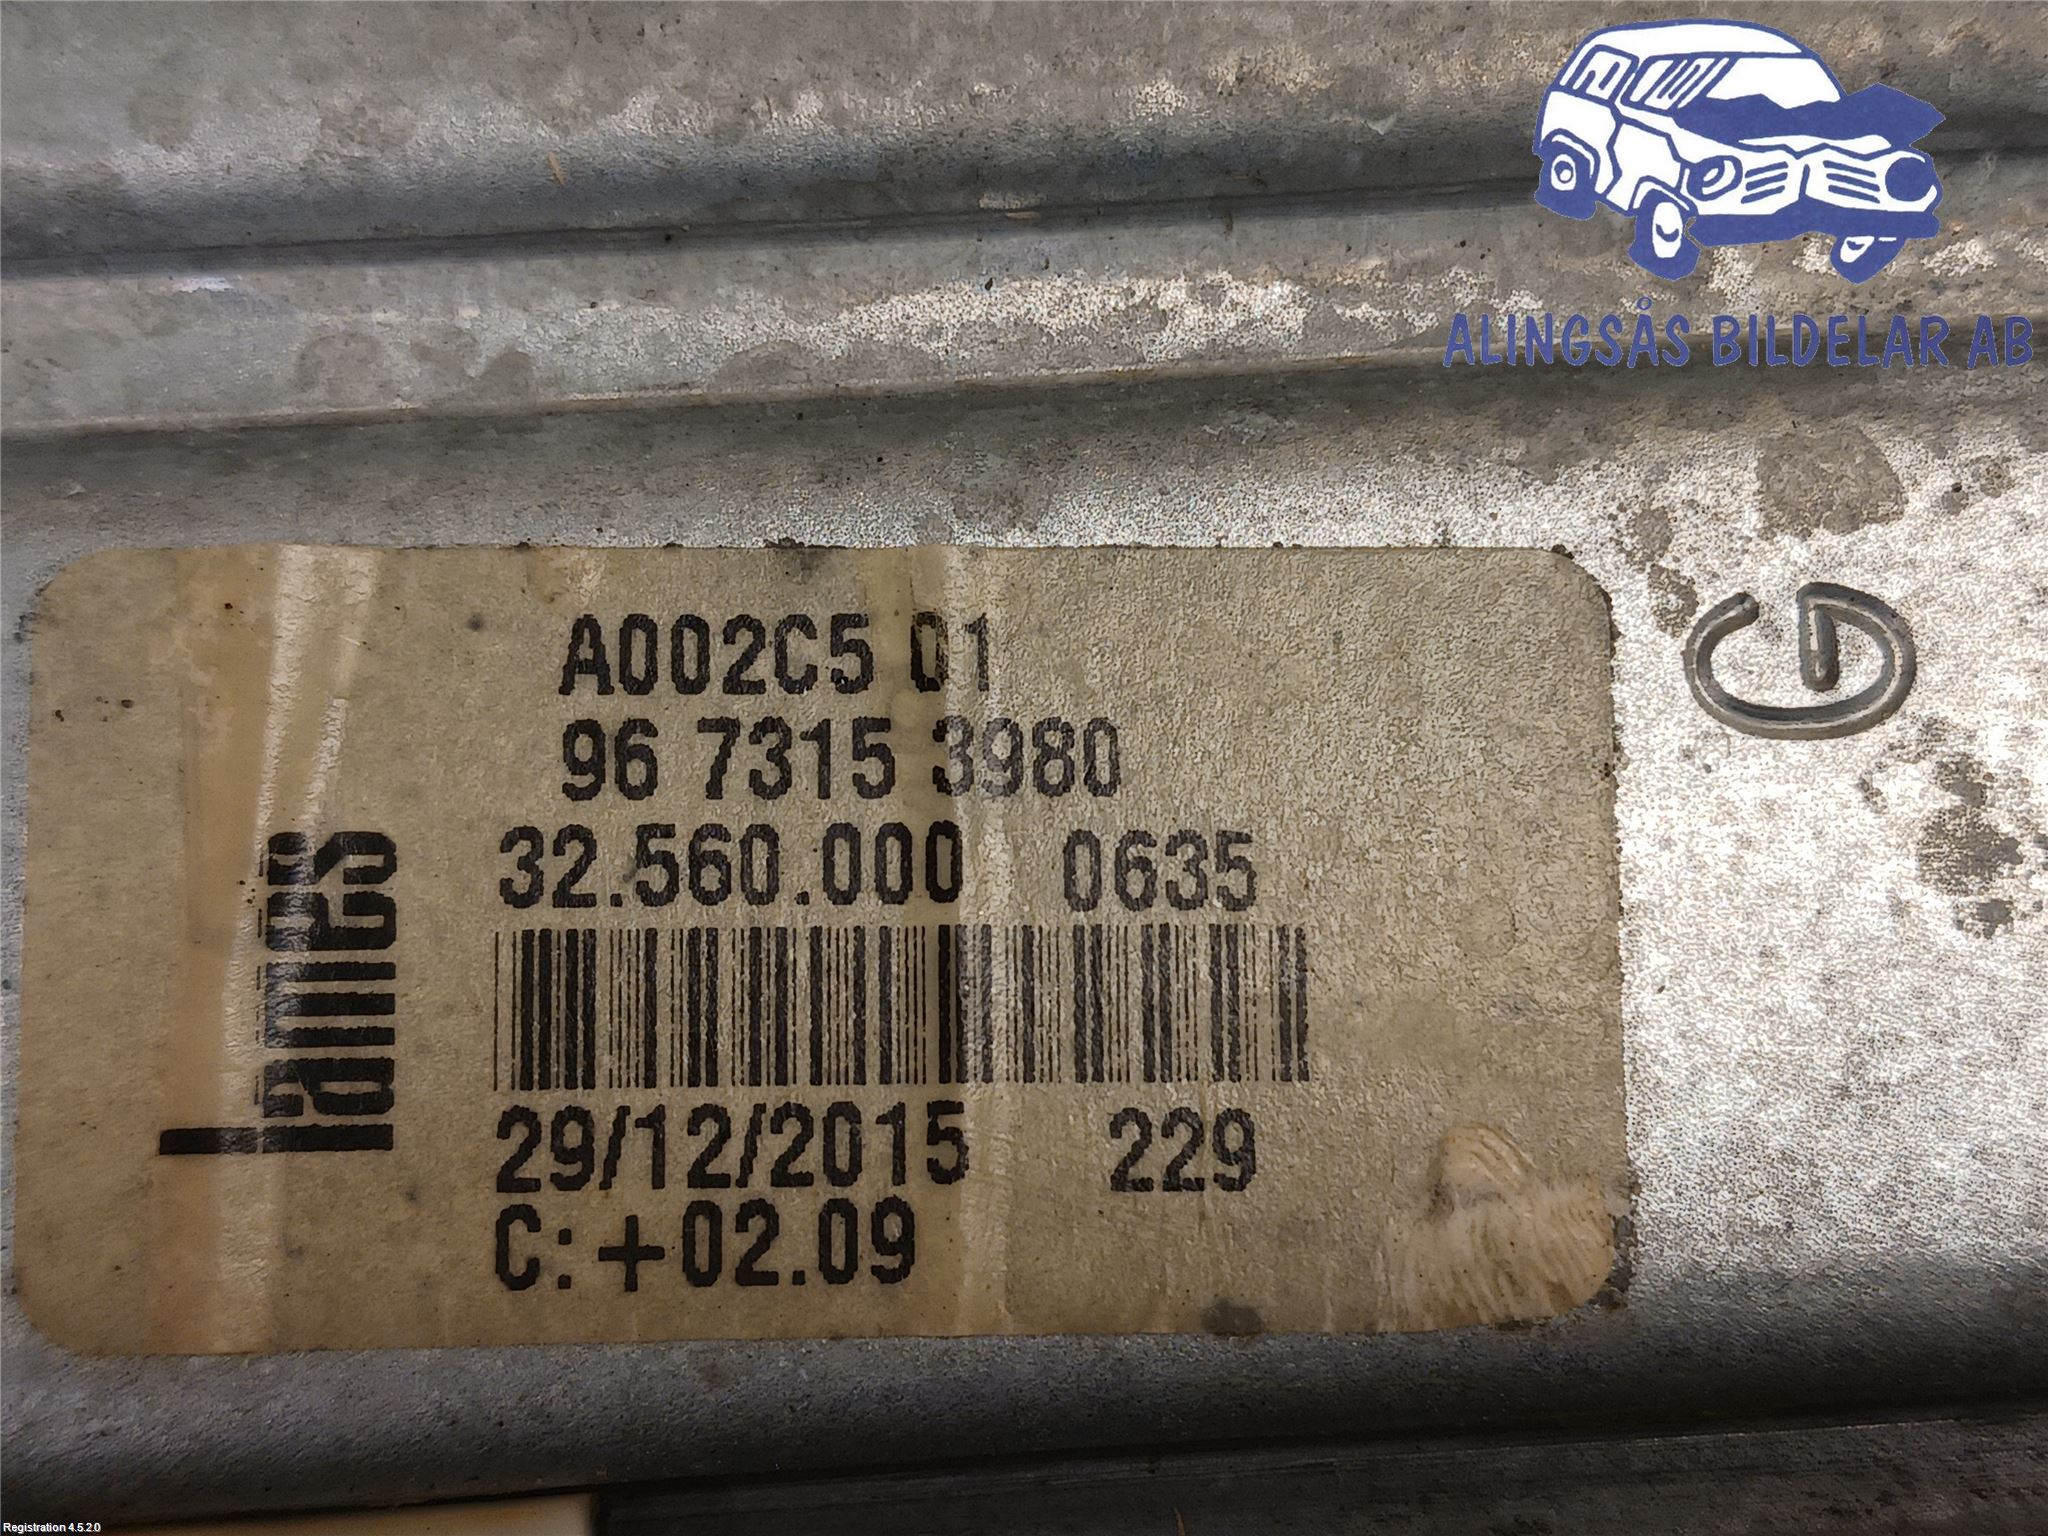 ALINGSÅS BILDELAR AB
A002C5 01
96 7315 3980
32.560.000 0635
29/12/2015 229
C: +02.09
lames
G
Registration 4.5.2.0